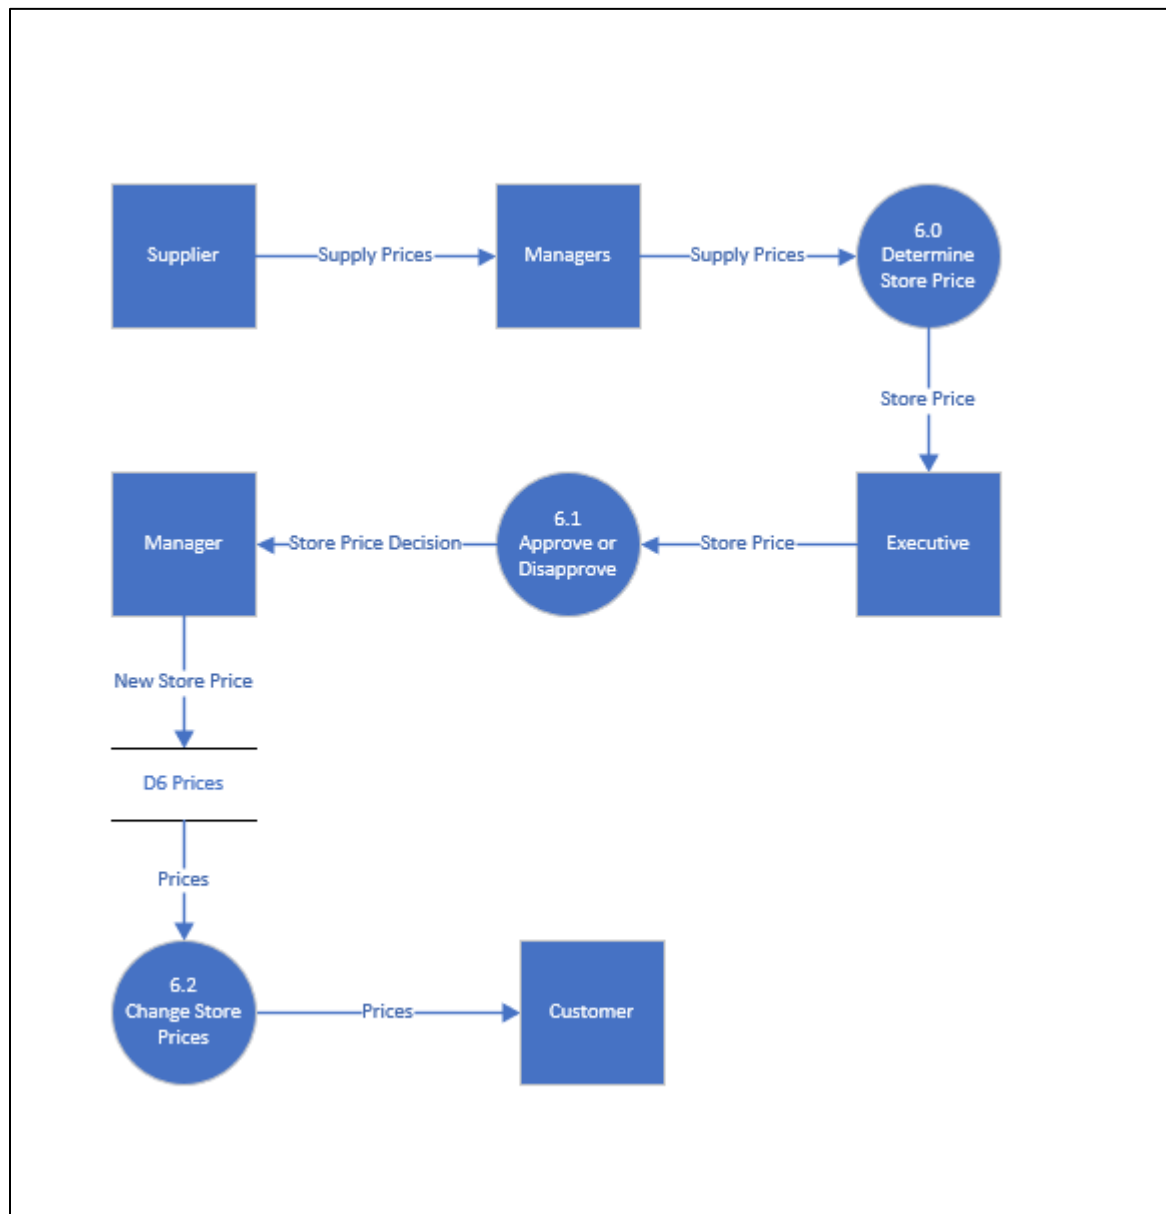 Supplier
Supply Prices
Managers
Supply Prices
6.0
Determine
Store Price
Store Price
Manager
Store Price Decision
6.1
Approve or
Disapprove
Store Price
Executive
New Store Price
D6 Prices
Prices
6.2
Change Store
Prices
Prices
Customer